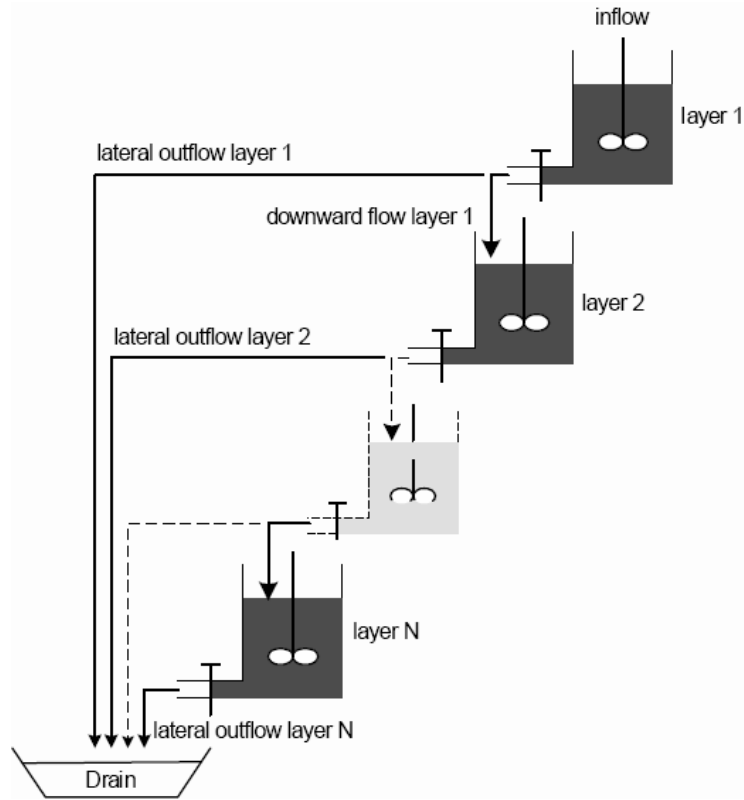 inflow
layer 1
lateral outflow layer 1
downward flow layer 1
layer 2
lateral outflow layer 2
layer N
lateral outflow layer N
Drain